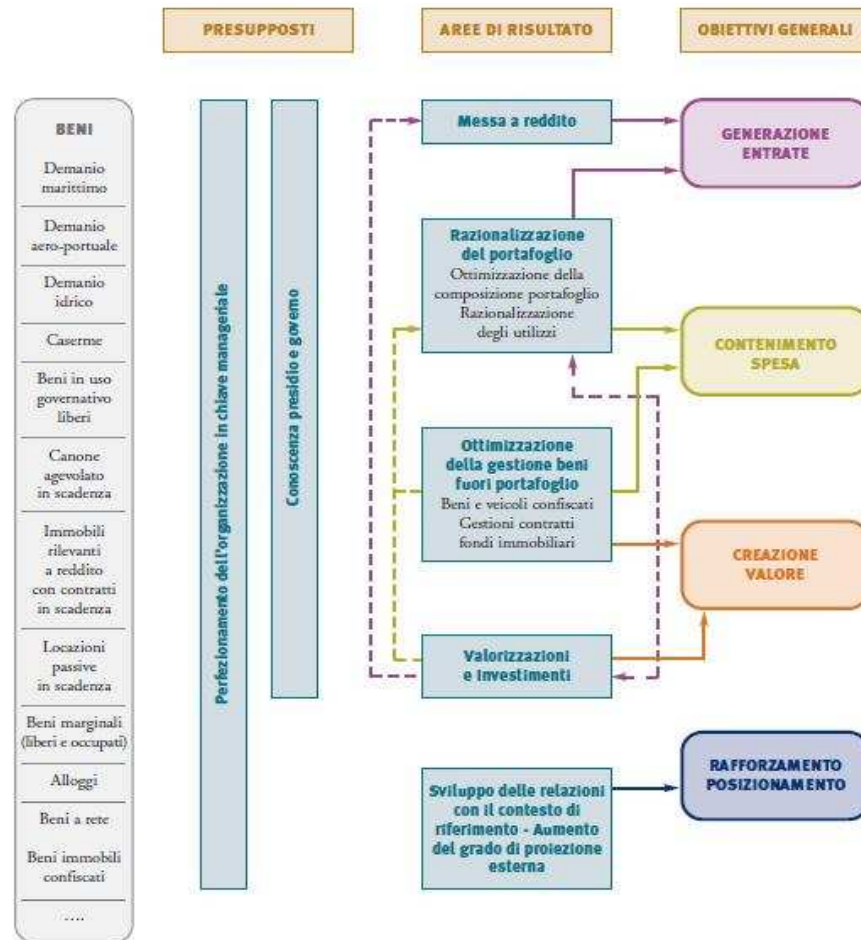 PRESUPPOSTI
AREE DI RISULTATO
OBIETTIVI GENERALI
BENI
Demanio
marittimo
Demanio
aero-portuale
Demanio
idrico
Caserme
Beni in uso
governativo
liberi
Canone
agevolato
in scadenza
Immobili
rilevanti
a reddito
con contratti
in scadenza
Locazioni
passive
in scadenza
Beni marginali
(liberi e occupati)
Alloggi
Beni a rete
Beni immobili
confiscati
....
Perfezionamento dell'organizzazione in chiave manageriale
Conoscenza presidio e governo
Messa a reddito
Razionalizzazione
del portafoglio
Ottimizzazione della
composizione portafoglio
Razionalizzazione
degli utilizzi
Ottimizzazione
della gestione beni
fuori portafoglio
Beni e veicoli confiscati
Gestioni contratti
fondi immobiliari
Valorizzazioni
e investimenti
Sviluppo delle relazioni
con il contesto di
riferimento - Aumento
del grado di proiezione
esterna
GENERAZIONE
ENTRATE
CONTENIMENTO
SPESA
CREAZIONE
VALORE
RAFFORZAMENTO
POSIZIONAMENTO